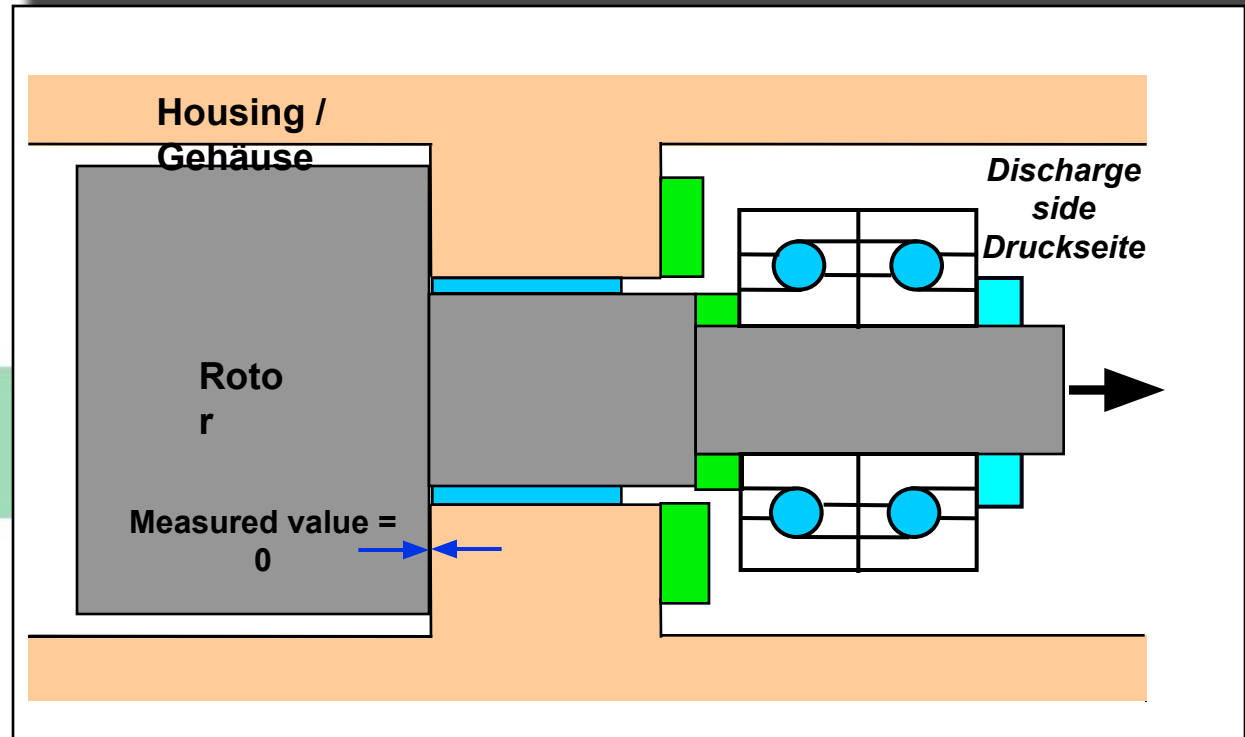 Housing /
Gehäuse
Discharge
side
Druckseite
Roto
r
Measured value =
0